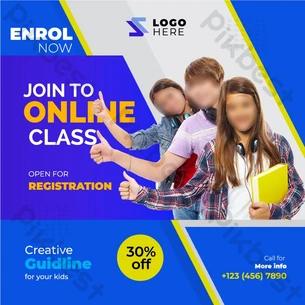 ENROL
NOW
LOGO
HERE
JOIN TO
ONLINE
CLASS
OPEN FOR
REGISTRATION
Creative
Guidline
for your kids
30%
off
Call for
More info
+123 (456) 7890
Pikbest